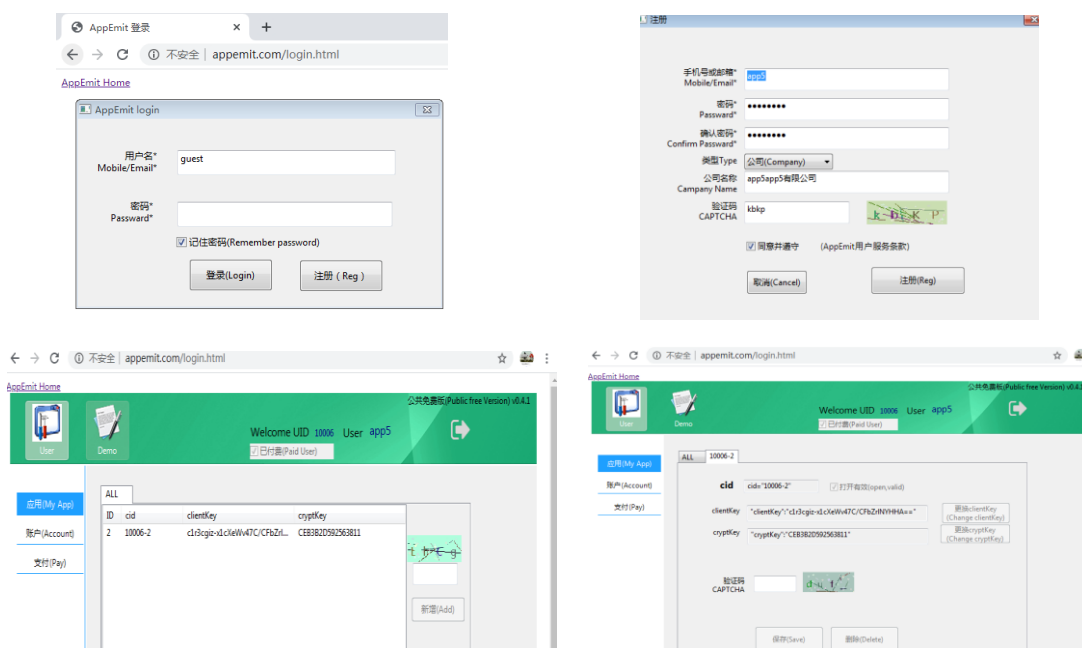 AppEmit 登录
不安全 | appemit.com/login.html
AppEmit Home
AppEmit login
用户名*
Mobile/Email*
guest
密码*
Password*
记住密码(Remember password)
登录(Login)
注册 ( Reg )
注册
手机号或邮箱*
Mobile/Email*
app5
密码*
Password*
••••••••
确认密码*
Confirm Password*
••••••••
类型Type
公司(Company)
公司名称
Campany Name
app5app5有限公司
验证码
CAPTCHA
kbkp
k b K P
同意并遵守 (AppEmit用户服务条款)
取消(Cancel)
注册(Reg)
不安全 | appemit.com/login.html
AppEmit Home
公共免费版(Public free Version) v0.4.1
User
Demo
Welcome UID 10006 User app5
已付费(Paid User)
应用(My App)
账户(Account)
支付(Pay)
ALL
ID cid clientKey cryptKey
2 10006-2 c1r3cgiz-x1cXeWv47C/CFbZrI... CEB3B2D592563811
新增(Add)
不安全 | appemit.com/login.html
AppEmit Home
公共免费版(Public free Version) v0.4.1
User
Demo
Welcome UID 10006 User app5
已付费(Paid User)
应用(My App)
账户(Account)
支付(Pay)
ALL 10006-2
cid cid="10006-2" 打开有效(open,valid)
clientKey "clientKey":"c1r3cgiz-x1cXeWv47C/CFbZrINYHHA=="
更换clientKey
(Change clientKey)
cryptKey "cryptKey":"CEB3B2D592563811"
更换cryptKey
(Change cryptKey)
验证码
CAPTCHA
保存(Save)
删除(Delete)